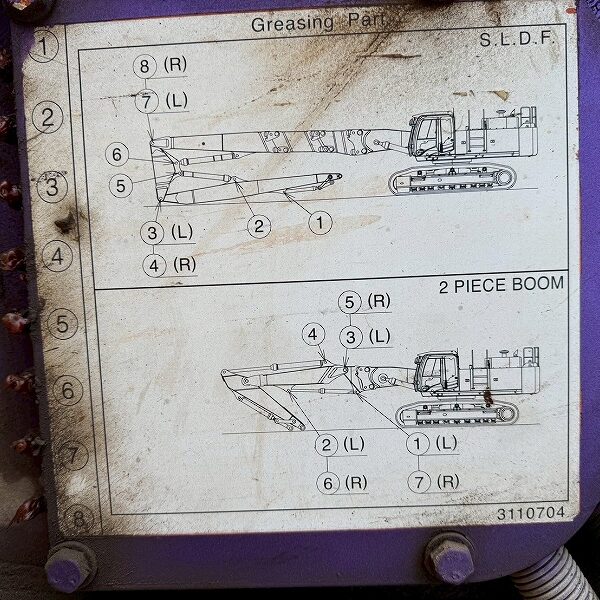 Greasing Part
S.L.D.F.
1
2
3
4
5
6
7
8
8 (R)
7 (L)
6
5
3 (L)
4 (R)
2
1
2 PIECE BOOM
5 (R)
4
3 (L)
2 (L)
6 (R)
1 (L)
7 (R)
3110704